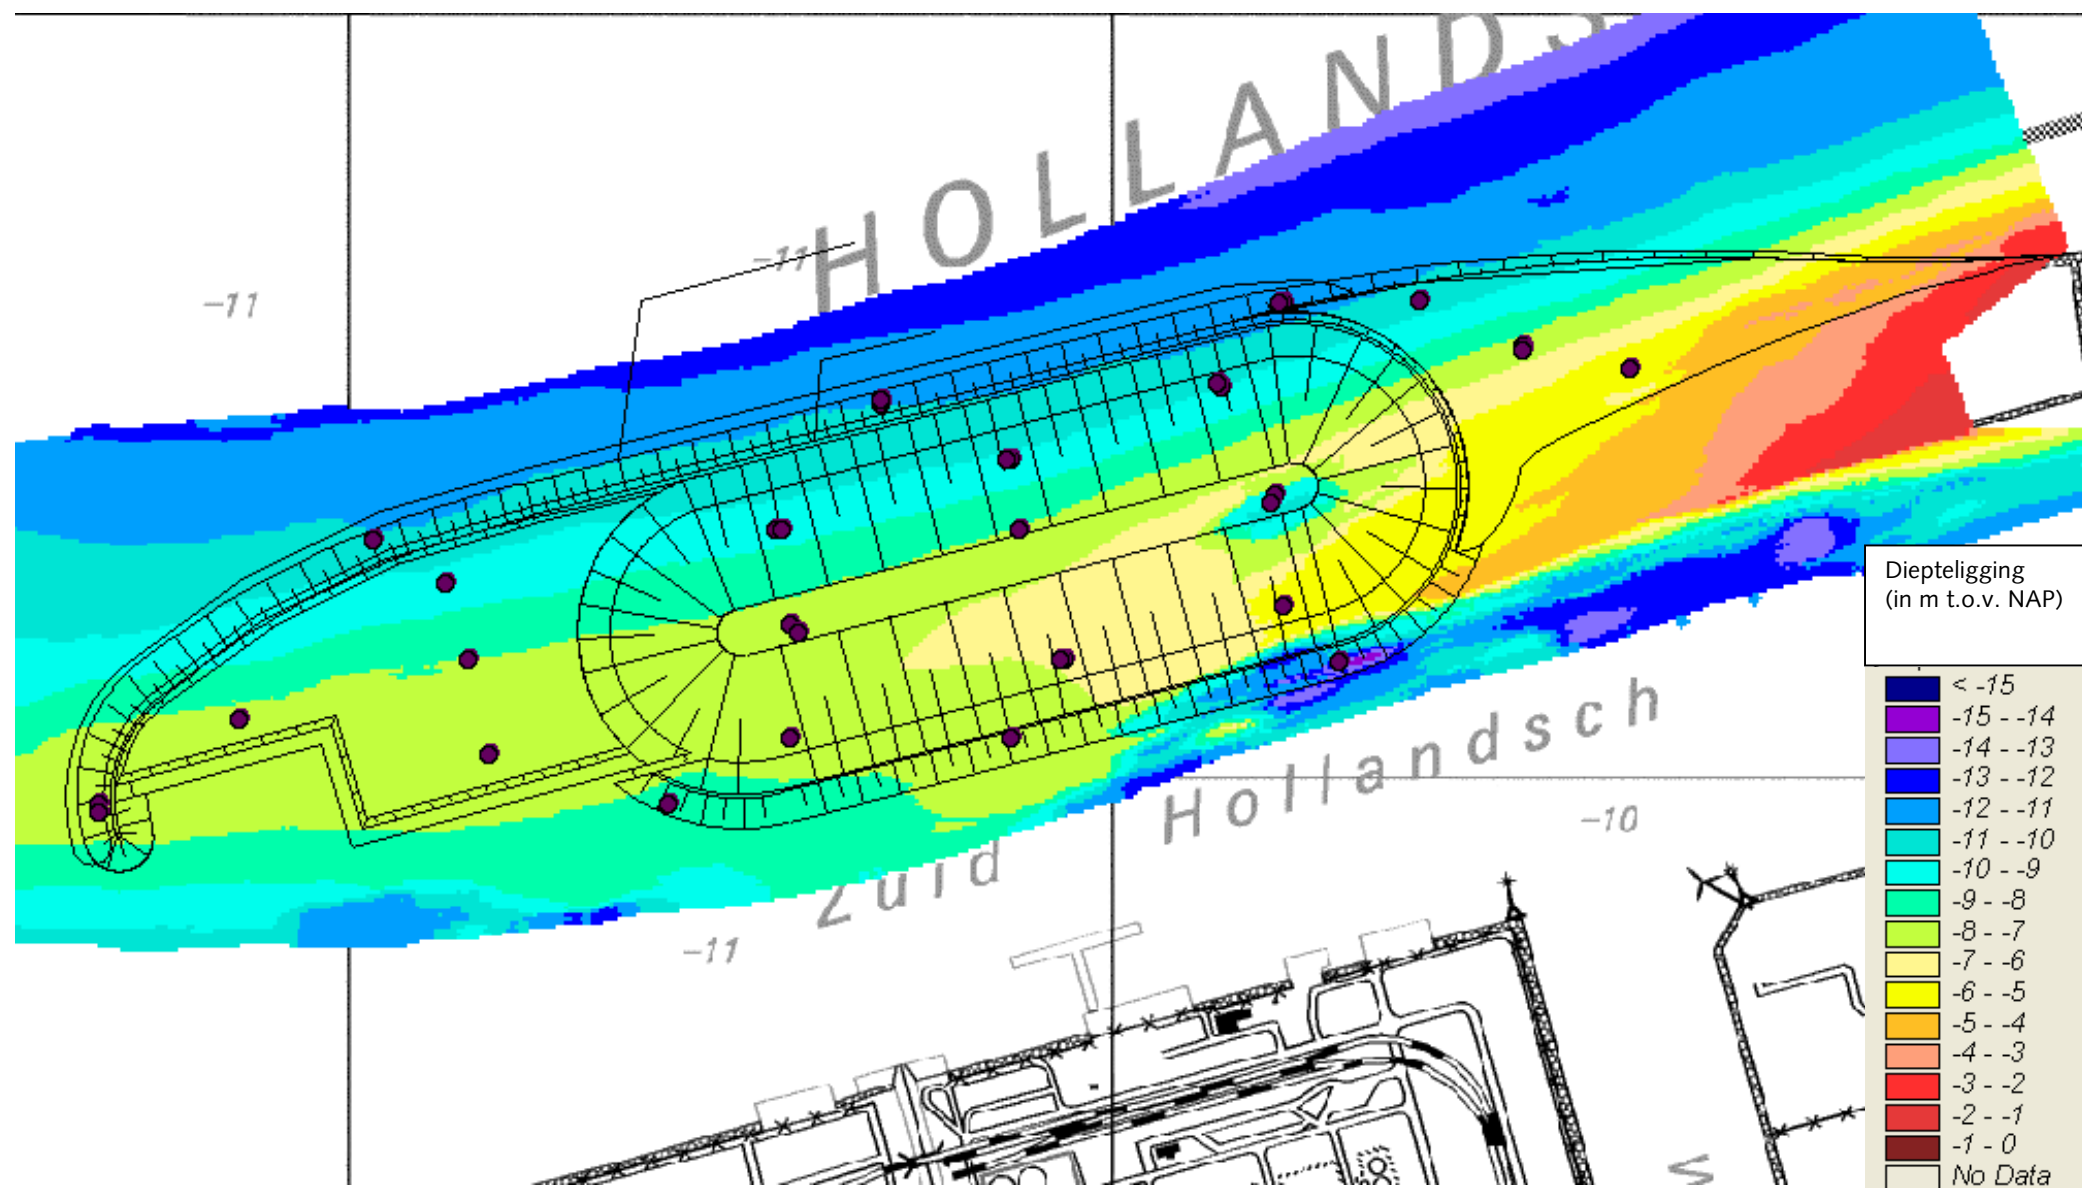 HOLLANDS
-11
-11
Diepteligging
(in m t.o.v. NAP)
< -15
-15 - -14
-14 - -13
-13 - -12
-12 - -11
-11 - -10
-10 - -9
-9 - -8
-8 - -7
-7 - -6
-6 - -5
-5 - -4
-4 - -3
-3 - -2
-2 - -1
-1 - 0
No Data
Zuid Hollandsch
-10
-11